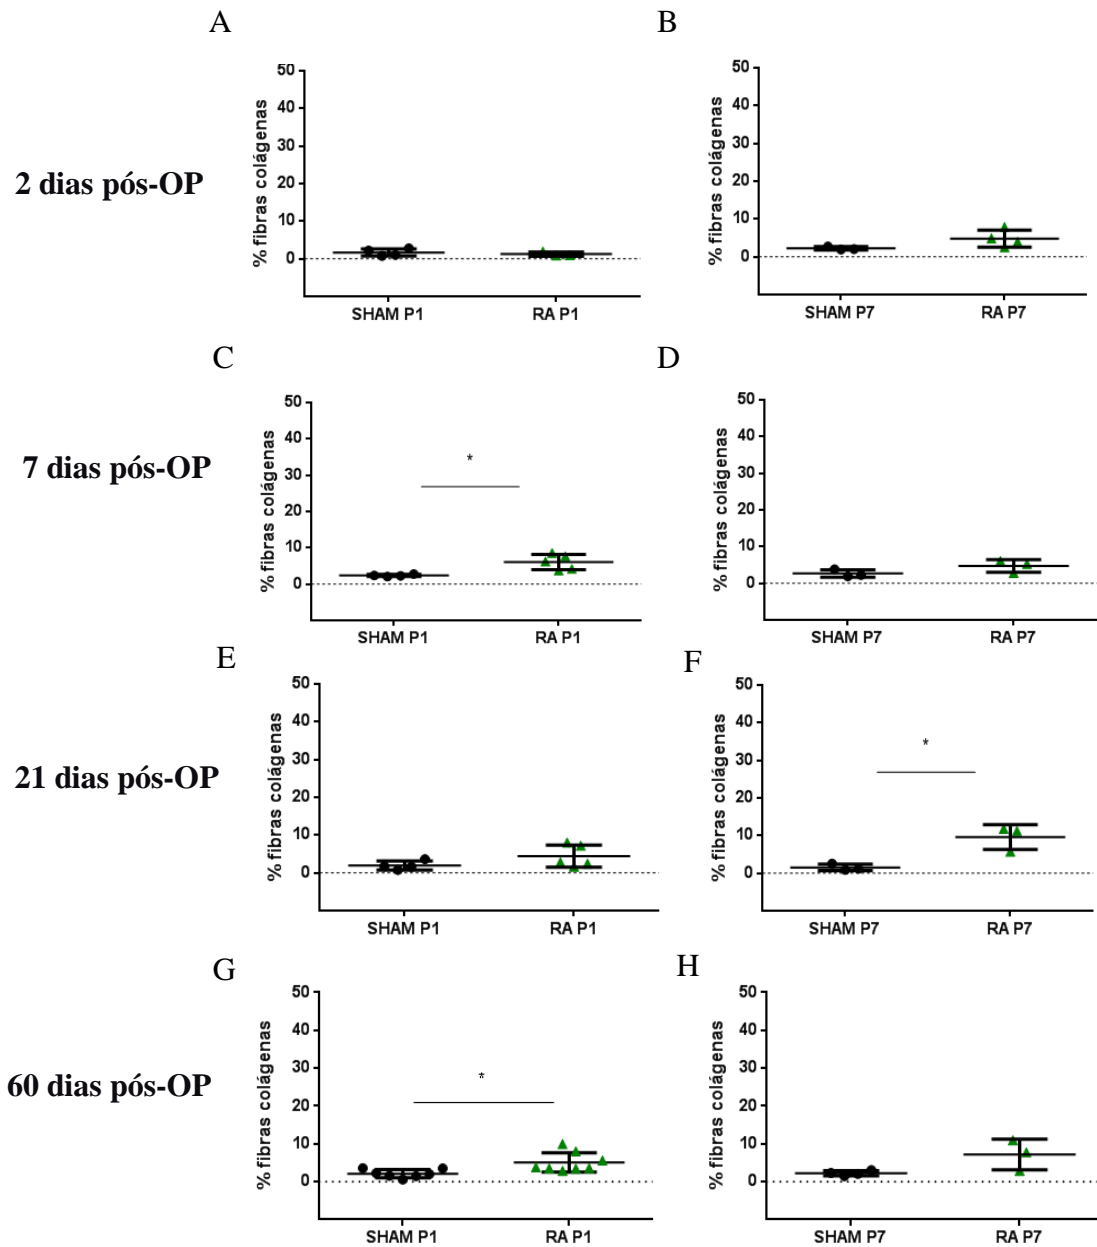 A
B
2 dias pós-OP
% fibras colágenas
50
40
30
20
10
0
SHAM P1
RA P1
% fibras colágenas
50
40
30
20
10
0
SHAM P7
RA P7
C
D
7 dias pós-OP
% fibras colágenas
50
40
30
20
10
0
*
SHAM P1
RA P1
% fibras colágenas
50
40
30
20
10
0
SHAM P7
RA P7
E
F
21 dias pós-OP
% fibras colágenas
50
40
30
20
10
0
SHAM P1
RA P1
% fibras colágenas
50
40
30
20
10
0
*
SHAM P7
RA P7
G
H
60 dias pós-OP
% fibras colágenas
50
40
30
20
10
0
*
SHAM P1
RA P1
% fibras colágenas
50
40
30
20
10
0
SHAM P7
RA P7